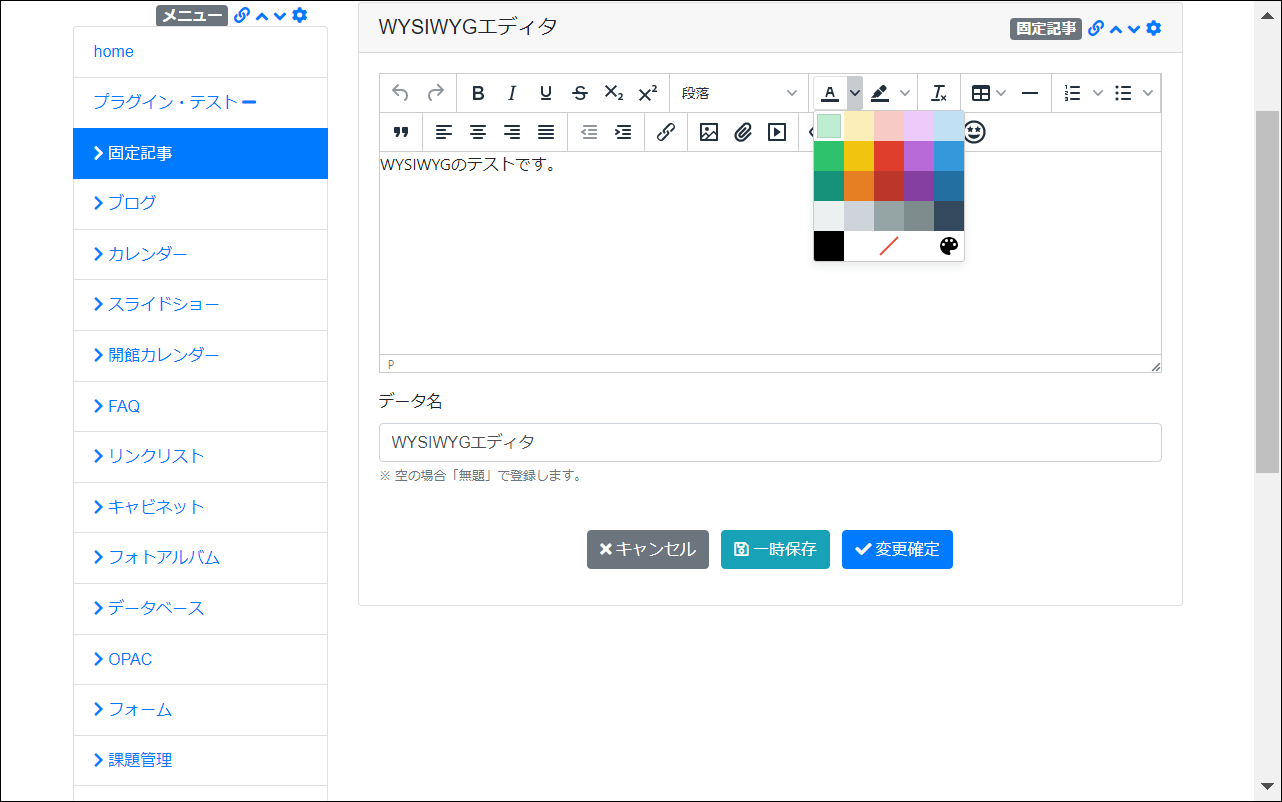 メニュー
home
プラグイン・テスト
固定記事
ブログ
カレンダー
スライドショー
開館カレンダー
FAQ
リンクリスト
キャビネット
フォトアルバム
データベース
OPAC
フォーム
課題管理
WYSIWYGエディタ
固定記事
段落
WYSIWYGのテストです。
P
データ名
WYSIWYGエディタ
※ 空の場合「無題」で登録します。
キャンセル
一時保存
変更確定